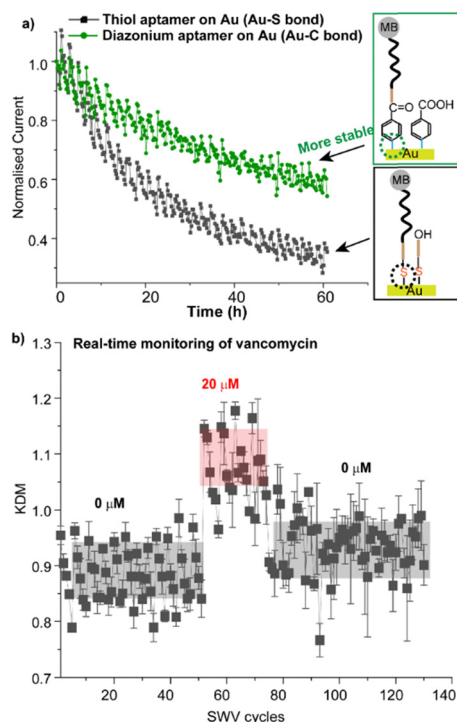 a)
Thiol aptamer on Au (Au-S bond)
Diazonium aptamer on Au (Au-C bond)
1.0
0.8
0.6
0.4
Normalised Current
0
20
40
60
80
Time (h)
More stable
MB
C=O
COOH
Au
MB
OH
S
S
Au
b)
Real-time monitoring of vancomycin
1.3
1.2
1.1
1.0
0.9
0.8
0.7
KDM
0 μM
20 μM
0 μM
20
40
60
80
100
120
140
SWV cycles